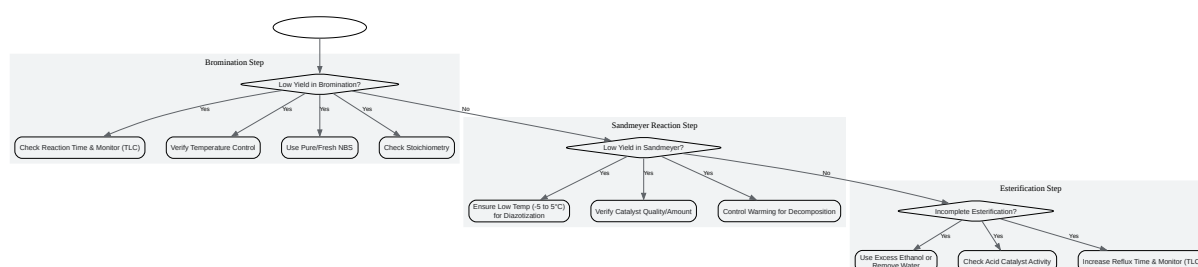 Bromination Step
Low Yield in Bromination?
Yes
Yes
Yes
Yes
No
Check Reaction Time & Monitor (TLC)
Verify Temperature Control
Use Pure/Fresh NBS
Check Stoichiometry
Sandmeyer Reaction Step
Low Yield in Sandmeyer?
Yes
Yes
Yes
No
Ensure Low Temp (-5 to 5°C)
for Diazotization
Verify Catalyst Quality/Amount
Control Warming for Decomposition
Esterification Step
Incomplete Esterification?
Yes
Yes
Yes
Use Excess Ethanol or
Remove Water
Check Acid Catalyst Activity
Increase Reflux Time & Monitor (TLC